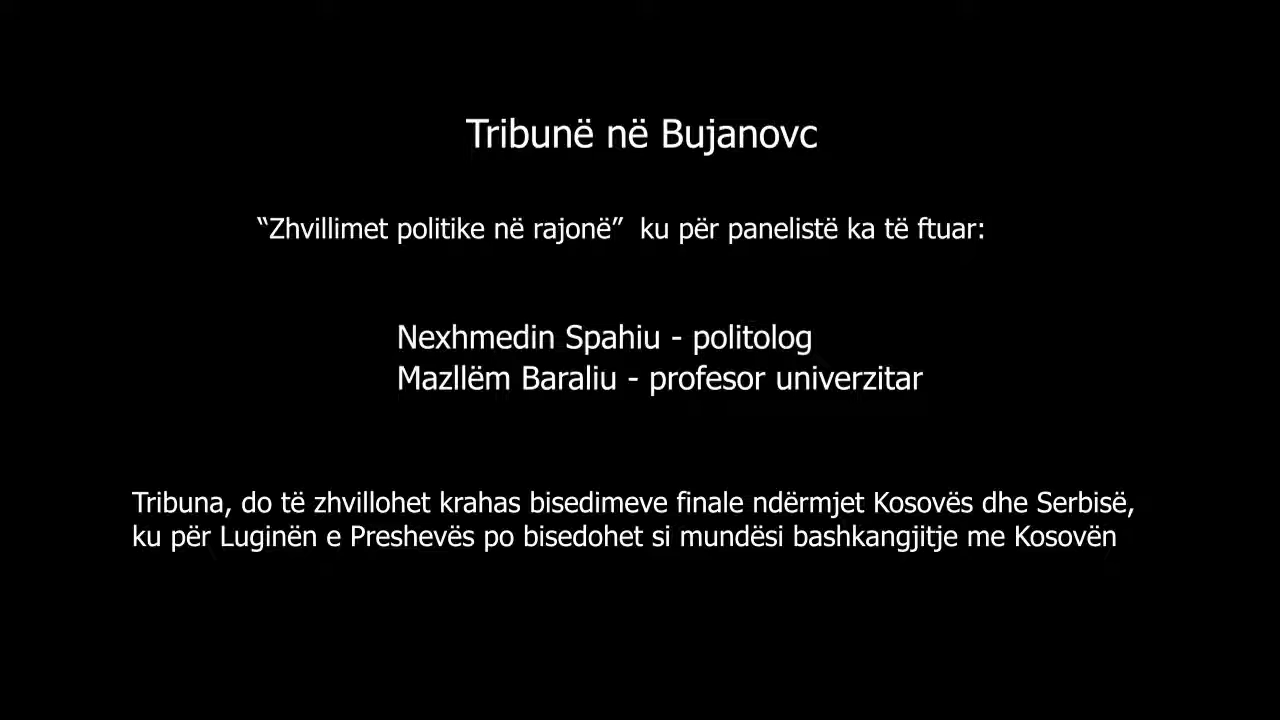 Tribunë në Bujanovc
“Zhvillimet politike në rajonë” ku për panelistë ka të ftuar:
Nexhmedin Spahiu - politolog
Mazllëm Baraliu - profesor univerzitar
Tribuna, do të zhvillohet krahas bisedimeve finale ndërmjet Kosovës dhe Serbisë,
ku për Luginën e Preshevës po bisedohet si mundësi bashkangjitje me Kosovën